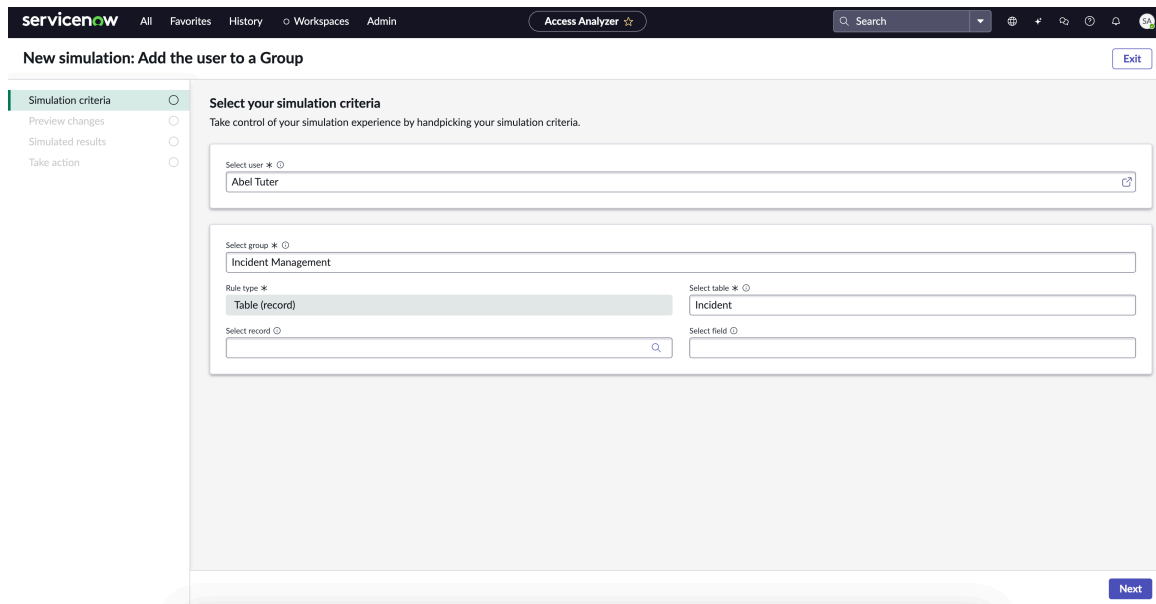 servicenow All Favorites History Workspaces Admin Access Analyzer Search SA
New simulation: Add the user to a Group Exit
Simulation criteria
Preview changes
Simulated results
Take action
Select your simulation criteria
Take control of your simulation experience by handpicking your simulation criteria.
Select user *
Abel Tuter
Select group *
Incident Management
Rule type * Select table *
Table (record) Incident
Select record Select field
Next